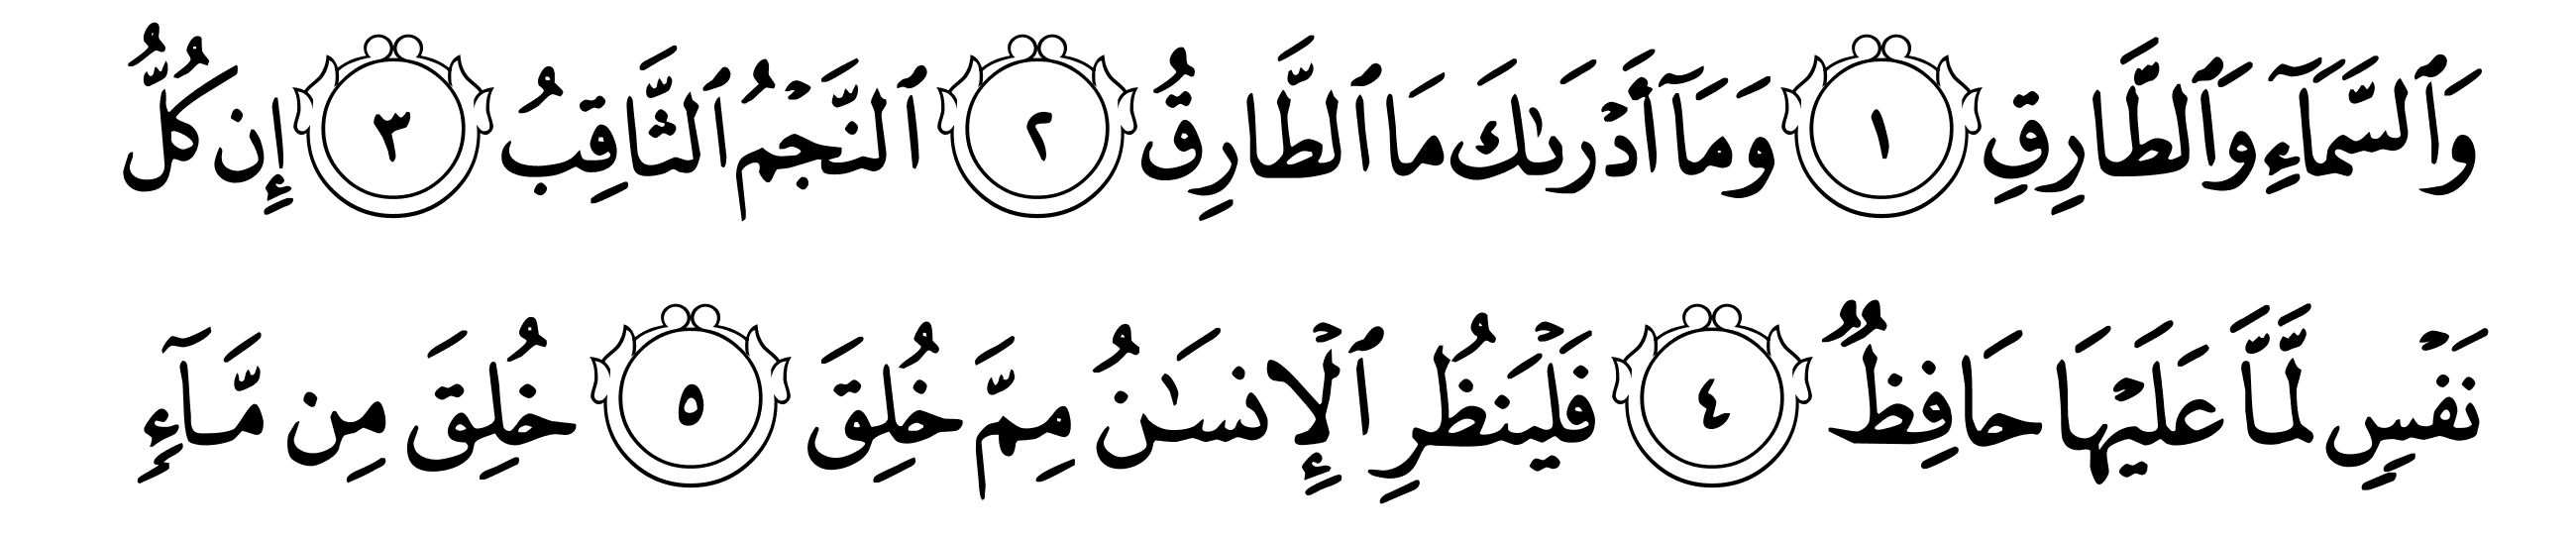 وَٱلسَّمَآءِ وَٱلطَّارِقِ ١ وَمَآ أَدۡرَىٰكَ مَا ٱلطَّارِقُ ٢ ٱلنَّجۡمُ ٱلثَّاقِبُ ٣ إِن كُلُّ
نَفۡسٖ لَّمَّا عَلَيۡهَا حَافِظٞ ٤ فَلۡيَنظُرِ ٱلۡإِنسَٰنُ مِمَّ خُلِقَ ٥ خُلِقَ مِن مَّآءٖ